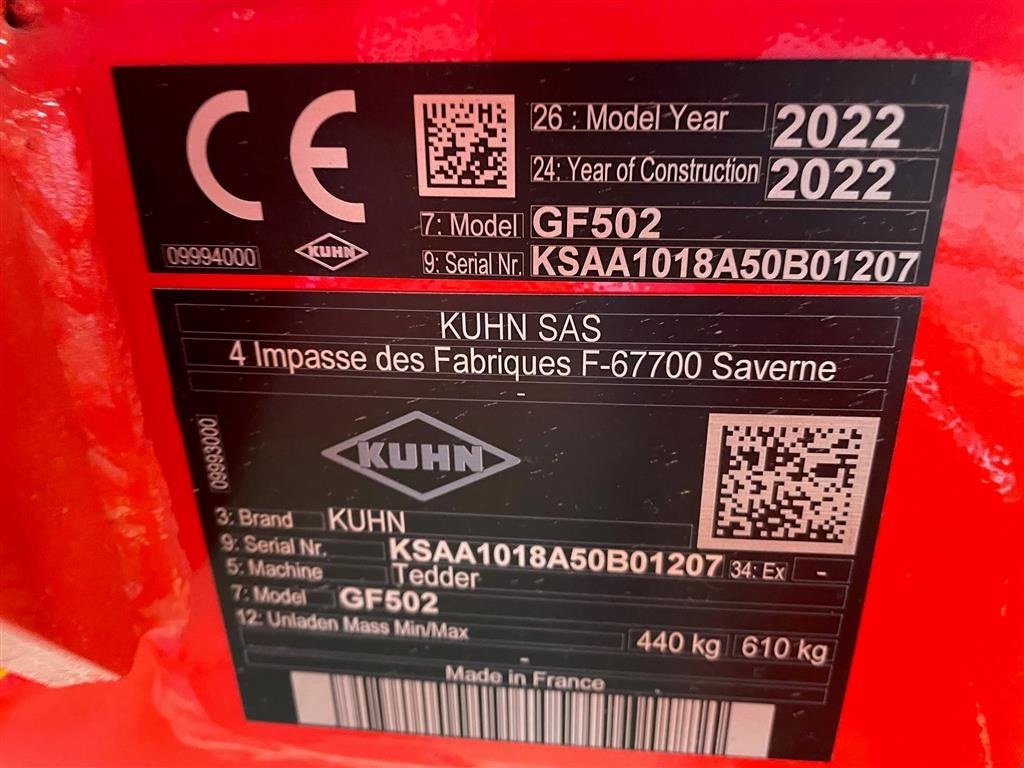 CE
26 : Model Year 2022
24: Year of Construction 2022
7: Model GF502
09994000 KUHN 9: Serial Nr. KSAA1018A50B01207
KUHN SAS
4 Impasse des Fabriques F-67700 Saverne
-
09993000
KUHN
3: Brand KUHN
9: Serial Nr. KSAA1018A50B01207 34: Ex -
5: Machine Tedder
7: Model GF502
12: Unladen Mass Min/Max 440 kg 610 kg
-
Made in France